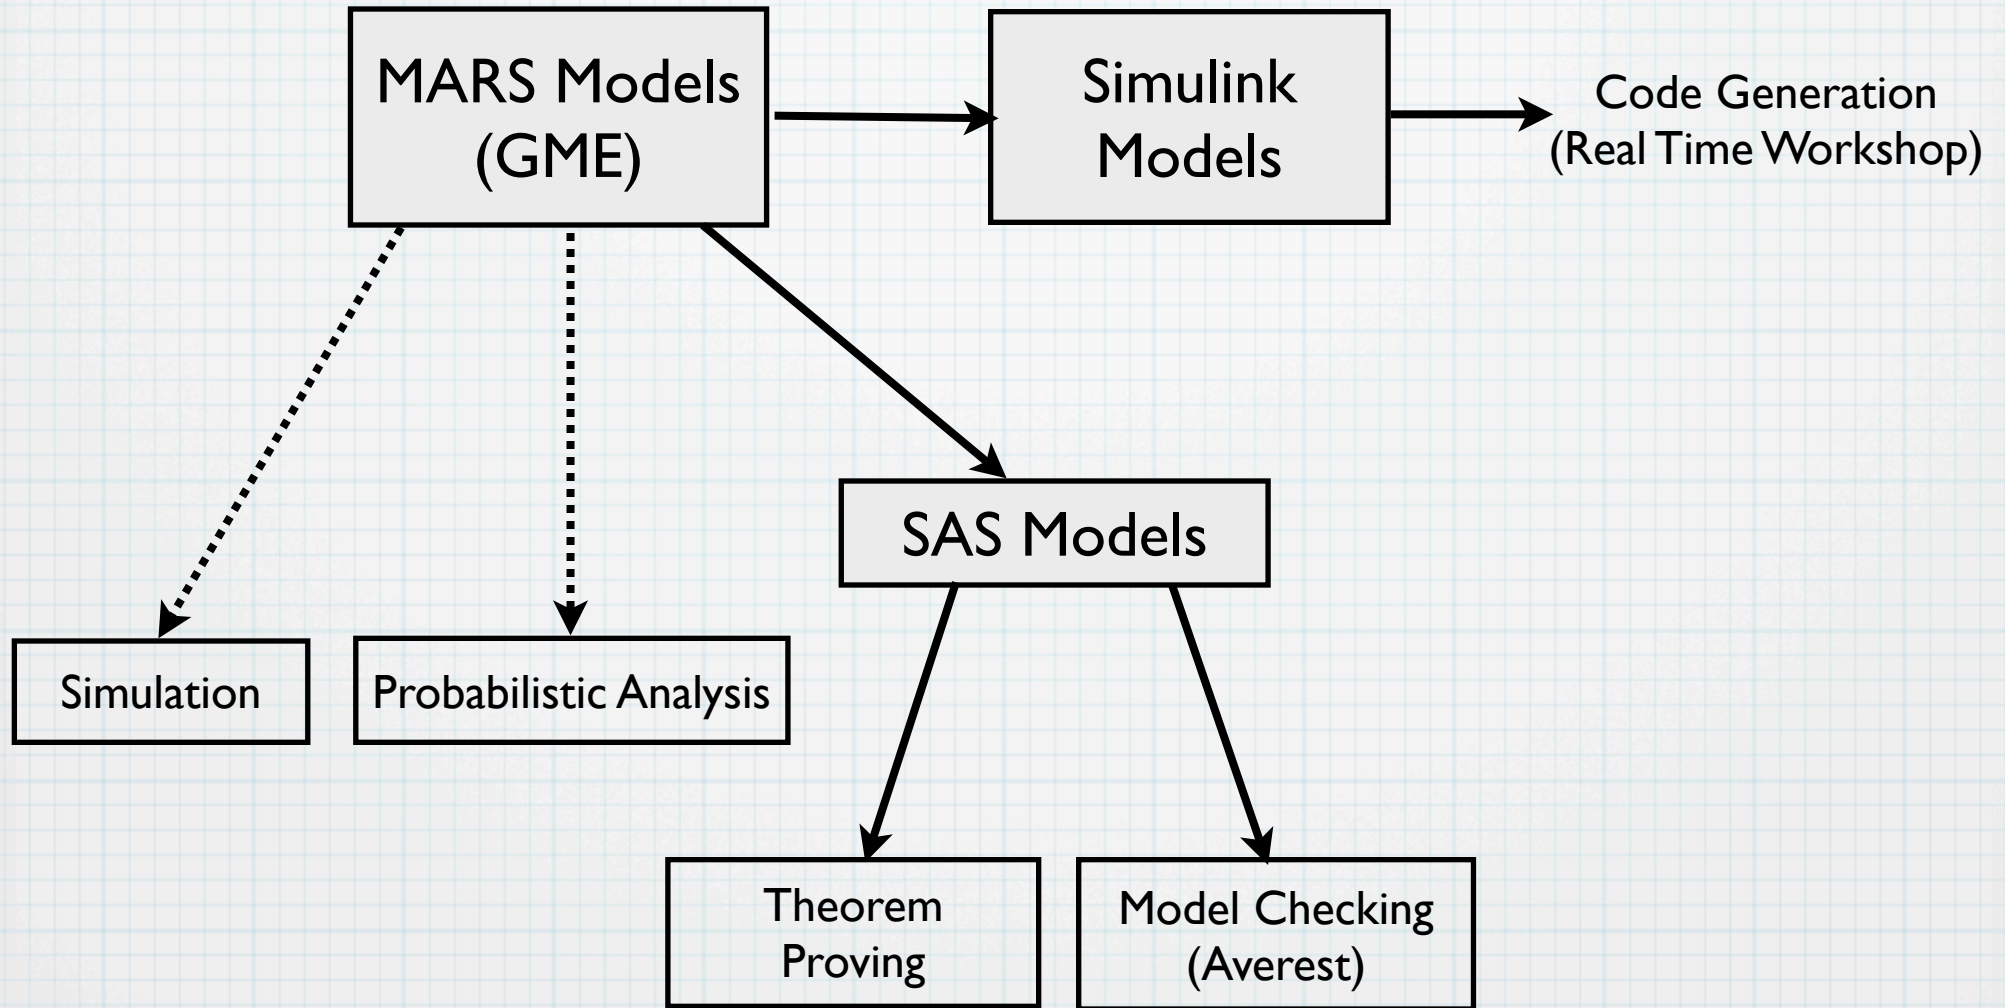 MARS Models
(GME)
Simulink
Models
Code Generation
(Real Time Workshop)
SAS Models
Simulation
Probabilistic Analysis
Theorem
Proving
Model Checking
(Averest)